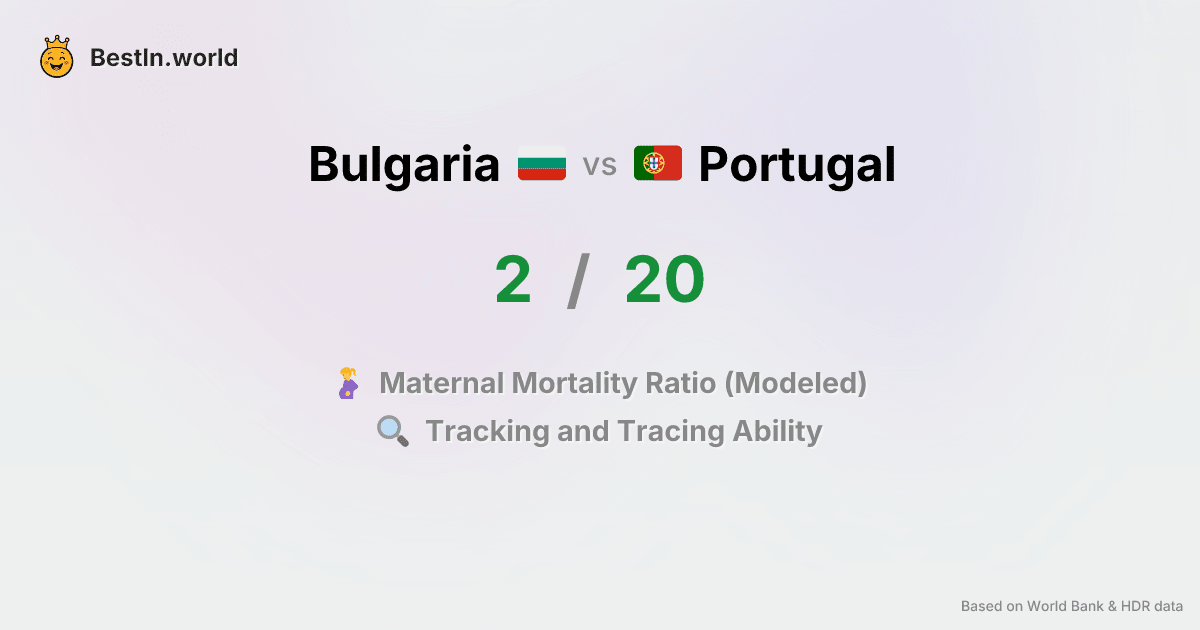 BestIn.world
Bulgaria vs Portugal
2 / 20
Maternal Mortality Ratio (Modeled)
Tracking and Tracing Ability
Based on World Bank & HDR data